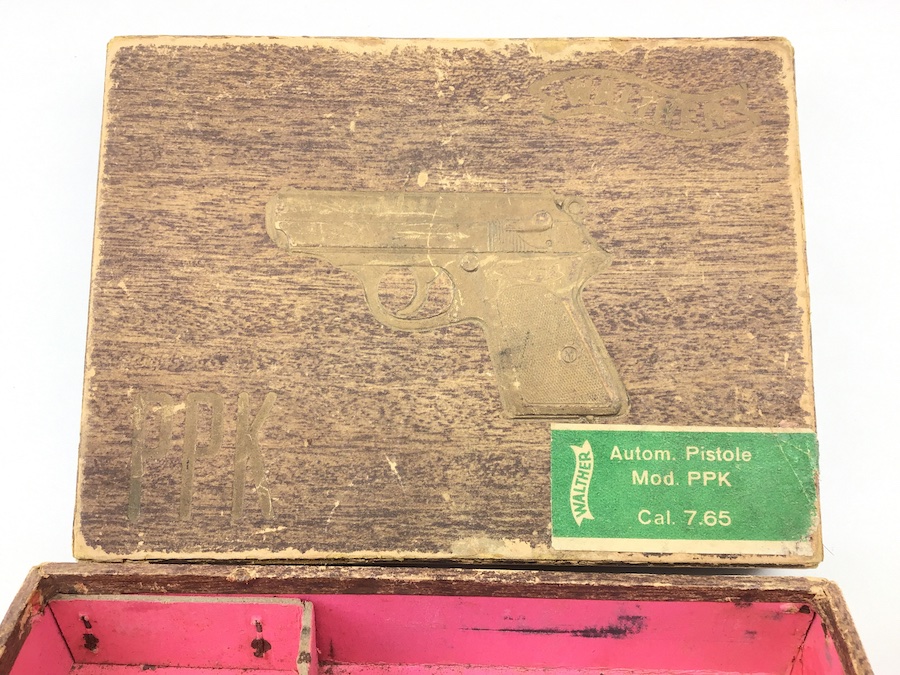 WALTHER
PPK
WALTHER
Autom. Pistole
Mod. PPK
Cal. 7.65